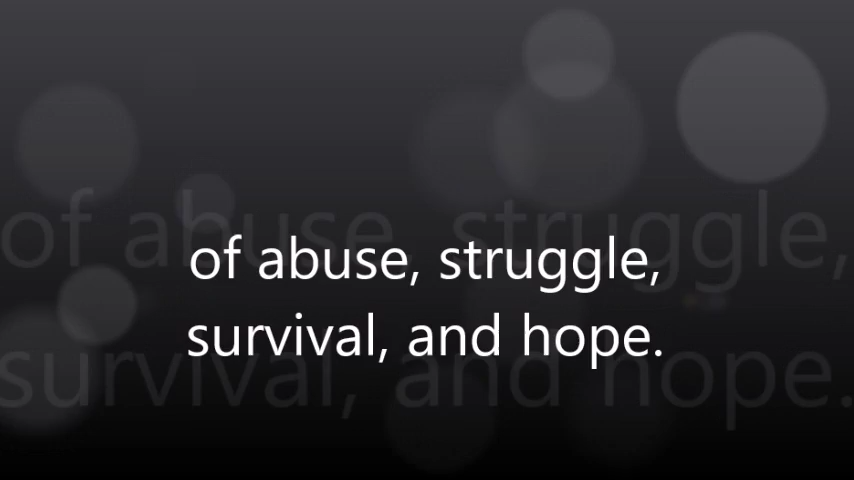 of abuse, struggle,
survival, and hope.